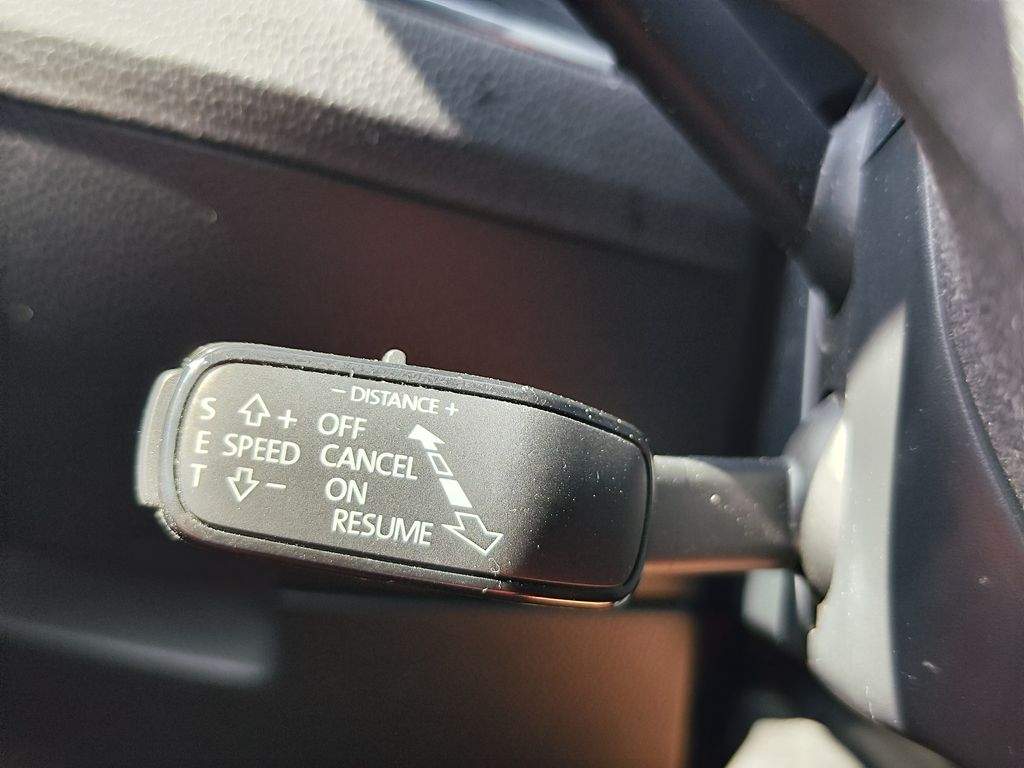 − DISTANCE +
S + OFF
E SPEED CANCEL
T − ON
RESUME